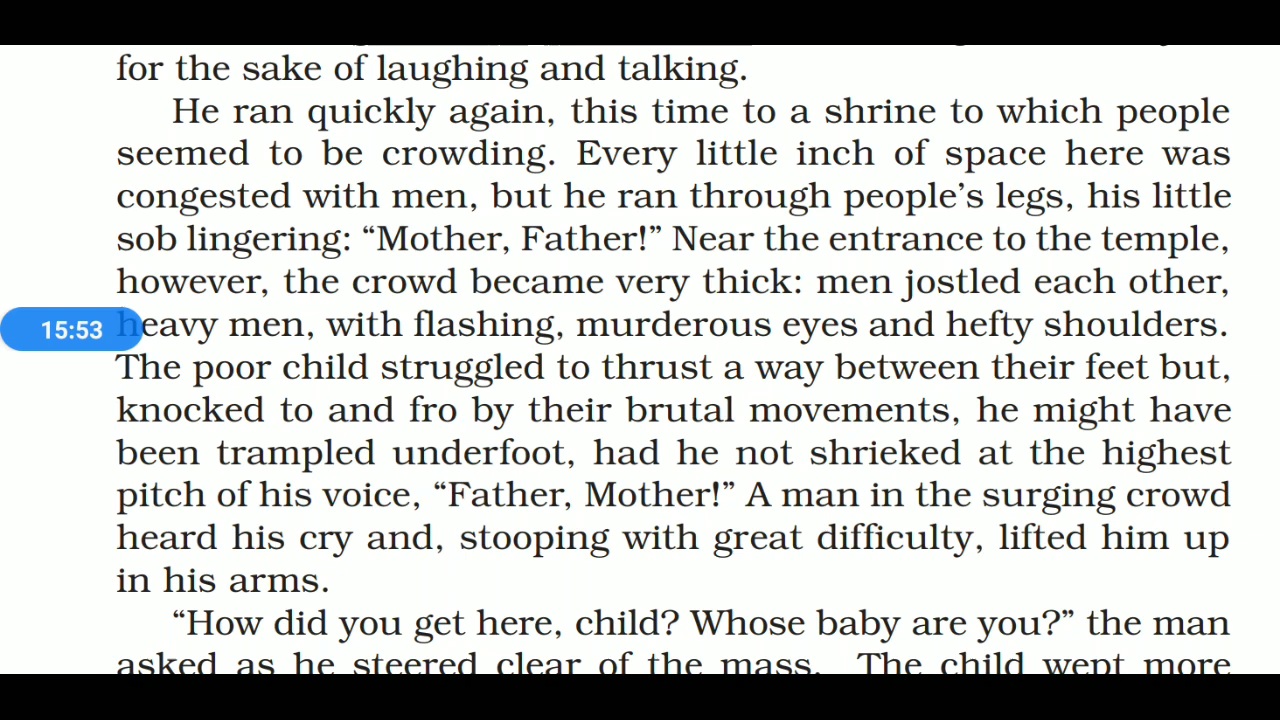 for the sake of laughing and talking.
He ran quickly again, this time to a shrine to which people
seemed to be crowding. Every little inch of space here was
congested with men, but he ran through people’s legs, his little
sob lingering: “Mother, Father!” Near the entrance to the temple,
however, the crowd became very thick: men jostled each other,
15:53 heavy men, with flashing, murderous eyes and hefty shoulders.
The poor child struggled to thrust a way between their feet but,
knocked to and fro by their brutal movements, he might have
been trampled underfoot, had he not shrieked at the highest
pitch of his voice, “Father, Mother!” A man in the surging crowd
heard his cry and, stooping with great difficulty, lifted him up
in his arms.
“How did you get here, child? Whose baby are you?” the man
asked as he steered clear of the mass. The child wept more